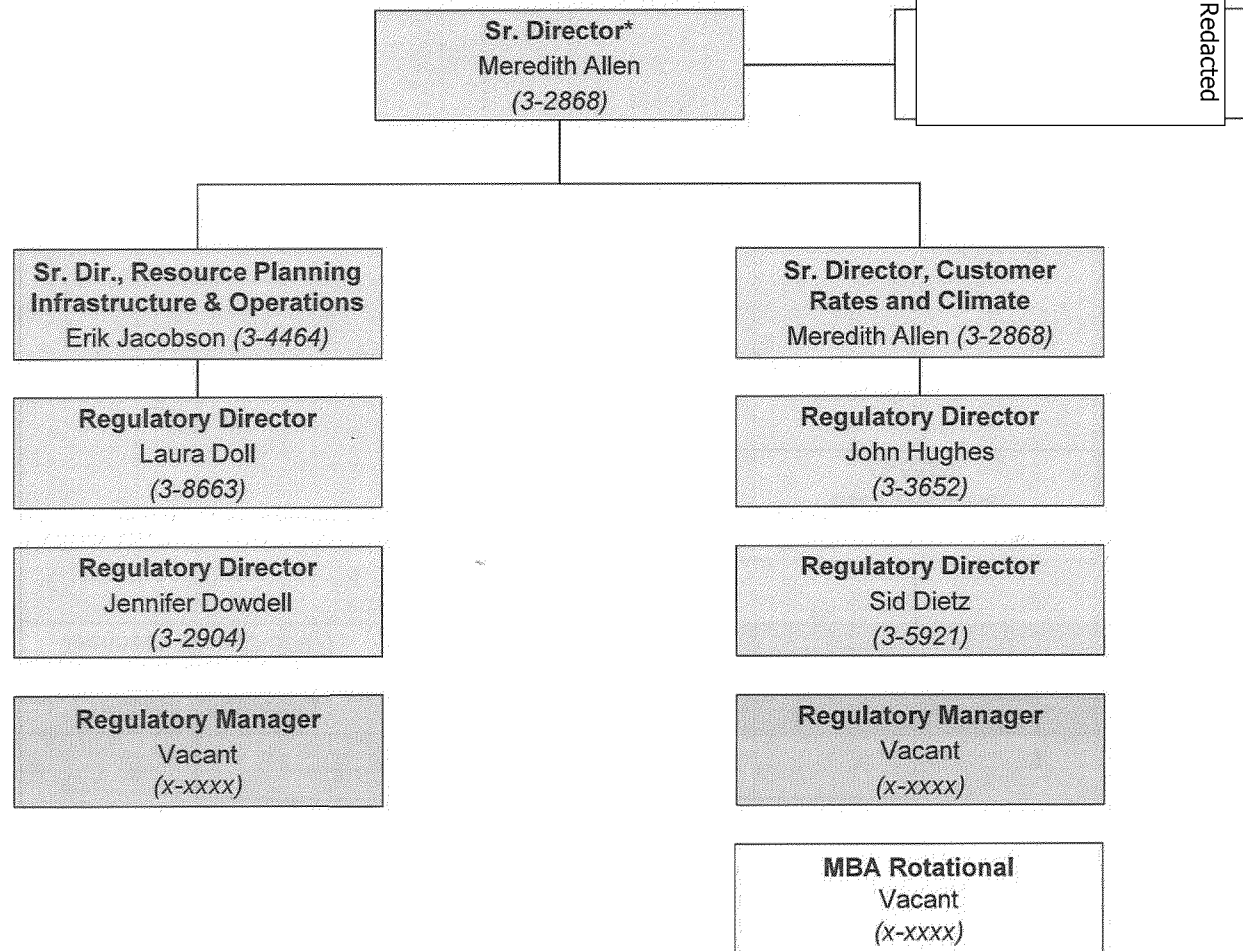 Sr. Director*
Meredith Allen
(3-2868)
Redacted
Sr. Dir., Resource Planning
Infrastructure & Operations
Erik Jacobson (3-4464)
Regulatory Director
Laura Doll
(3-8663)
Regulatory Director
Jennifer Dowdell
(3-2904)
Regulatory Manager
Vacant
(x-xxxx)
Sr. Director, Customer
Rates and Climate
Meredith Allen (3-2868)
Regulatory Director
John Hughes
(3-3652)
Regulatory Director
Sid Dietz
(3-5921)
Regulatory Manager
Vacant
(x-xxxx)
MBA Rotational
Vacant
(x-xxxx)